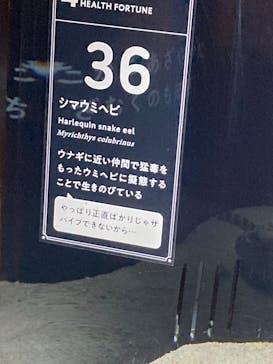 HEALTH FORTUNE
36
シマウミヘビ
Harlequin snake eel
Myrichthys colubrinus
ウナギに近い仲間で猛毒を
もったウミヘビに擬態する
ことで生きのびている
やっぱり正直ばかりじゃサ
バイブできないから…